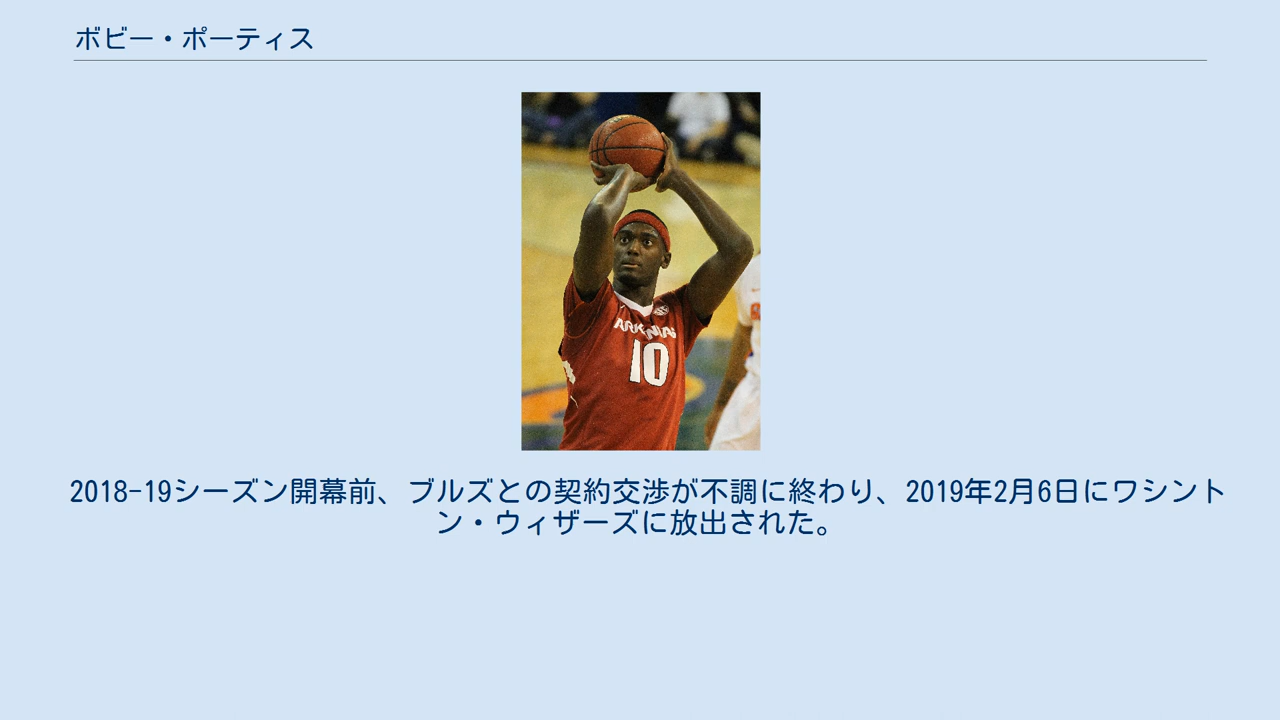 ボビー・ポーティス
ARKANSAS
10
2018-19シーズン開幕前、ブルズとの契約交渉が不調に終わり、2019年2月6日にワシント
ン・ウィザーズに放出された。